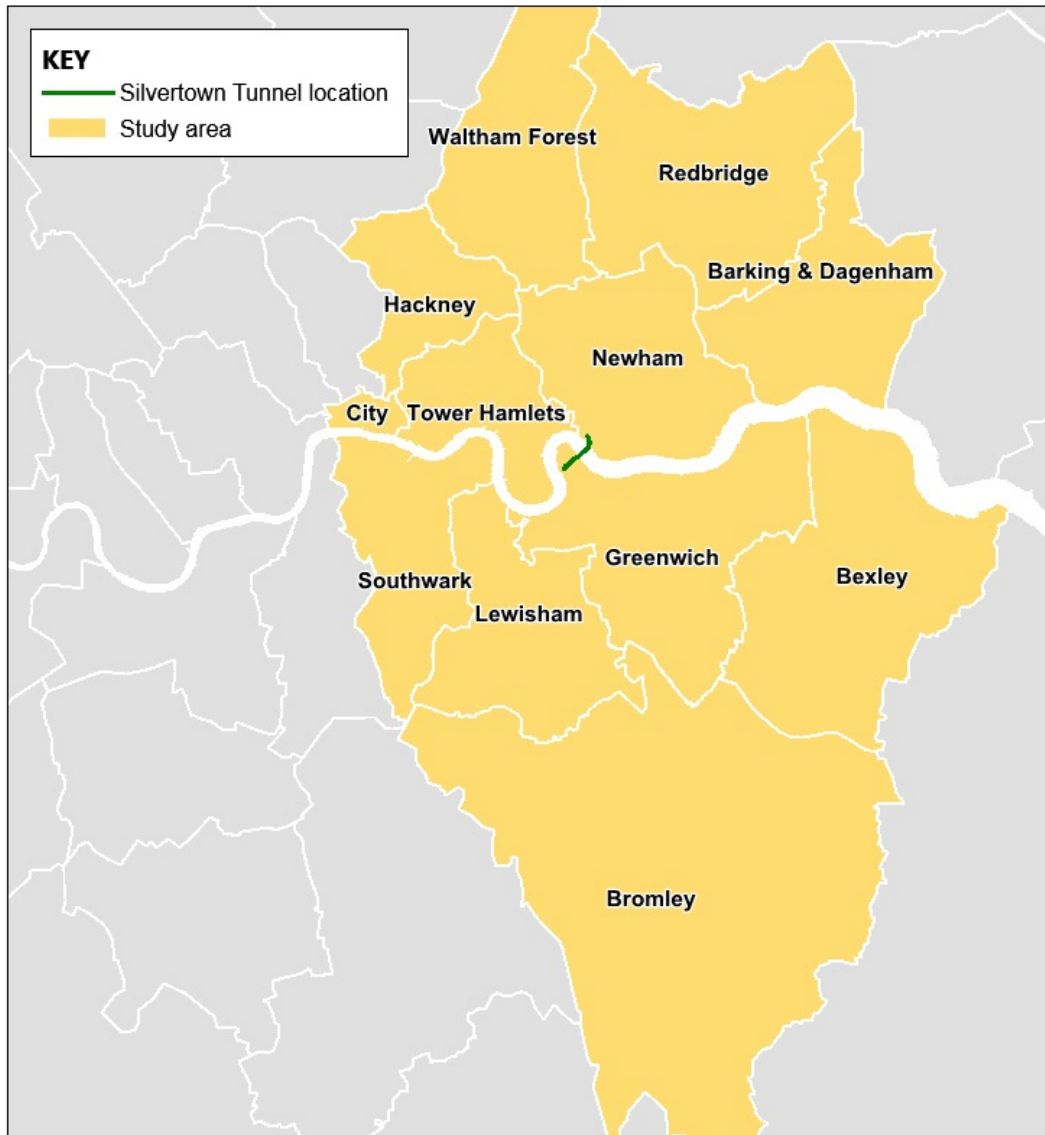 KEY
Silvertown Tunnel location
Study area
Waltham Forest
Redbridge
Barking & Dagenham
Hackney
Newham
City
Tower Hamlets
Greenwich
Bexley
Southwark
Lewisham
Bromley